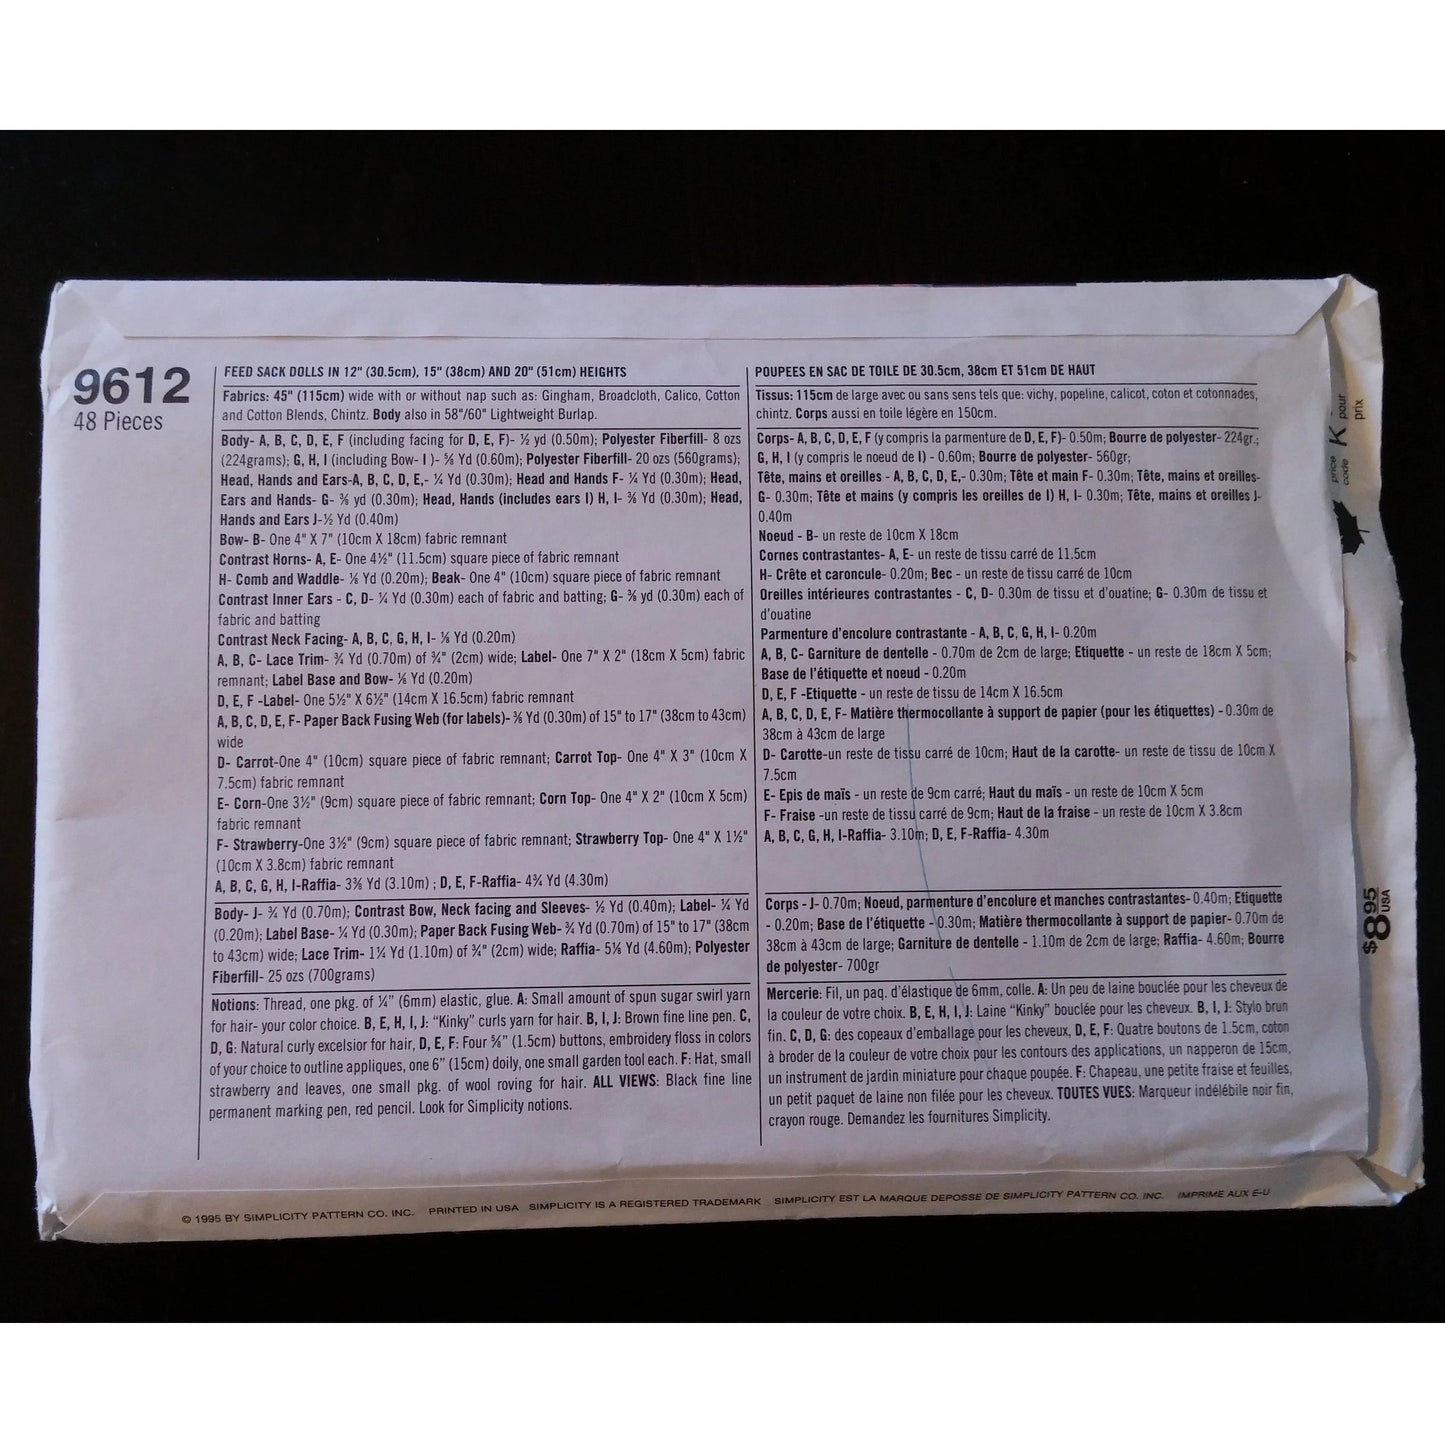 9612
48 Pieces
FEED SACK DOLLS IN 12" (30.5cm), 15" (38cm) AND 20" (51cm) HEIGHTS
Fabrics: 45" (115cm) wide with or without nap such as: Gingham, Broadcloth, Calico, Cotton
and Cotton Blends, Chintz. Body also in 58"/60" Lightweight Burlap.
Body- A, B, C, D, E, F (including facing for D, E, F)- ½ yd (0.50m); Polyester Fiberfill- 8 ozs
(224grams); G, H, I (including Bow- I )- ⅝ Yd (0.60m); Polyester Fiberfill- 20 ozs (560grams);
Head, Hands and Ears-A, B, C, D, E,- ¼ Yd (0.30m); Head and Hands F- ¼ Yd (0.30m); Head,
Ears and Hands- G- ⅜ yd (0.30m); Head, Hands (includes ears I) H, I- ⅜ Yd (0.30m); Head,
Hands and Ears J-½ Yd (0.40m)
Bow- B- One 4" X 7" (10cm X 18cm) fabric remnant
Contrast Horns- A, E- One 4½" (11.5cm) square piece of fabric remnant
H- Comb and Waddle- ⅛ Yd (0.20m); Beak- One 4" (10cm) square piece of fabric remnant
Contrast Inner Ears - C, D- ¼ Yd (0.30m) each of fabric and batting; G- ⅜ yd (0.30m) each of
fabric and batting
Contrast Neck Facing- A, B, C, G, H, I- ⅛ Yd (0.20m)
A, B, C- Lace Trim- ¾ Yd (0.70m) of ¾" (2cm) wide; Label- One 7" X 2" (18cm X 5cm) fabric
remnant; Label Base and Bow- ⅛ Yd (0.20m)
D, E, F -Label- One 5½" X 6½" (14cm X 16.5cm) fabric remnant
A, B, C, D, E, F- Paper Back Fusing Web (for labels)- ⅜ Yd (0.30m) of 15" to 17" (38cm to 43cm)
wide
D- Carrot-One 4" (10cm) square piece of fabric remnant; Carrot Top- One 4" X 3" (10cm X
7.5cm) fabric remnant
E- Corn-One 3½" (9cm) square piece of fabric remnant; Corn Top- One 4" X 2" (10cm X 5cm)
fabric remnant
F- Strawberry-One 3½" (9cm) square piece of fabric remnant; Strawberry Top- One 4" X 1½"
(10cm X 3.8cm) fabric remnant
A, B, C, G, H, I-Raffia- 3⅜ Yd (3.10m) ; D, E, F-Raffia- 4¾ Yd (4.30m)
Body- J- ¾ Yd (0.70m); Contrast Bow, Neck facing and Sleeves- ½ Yd (0.40m); Label- ¼ Yd
(0.20m); Label Base- ¼ Yd (0.30m); Paper Back Fusing Web- ¾ Yd (0.70m) of 15" to 17" (38cm
to 43cm) wide; Lace Trim- 1¼ Yd (1.10m) of ¾" (2cm) wide; Raffia- 5⅛ Yd (4.60m); Polyester
Fiberfill- 25 ozs (700grams)
Notions: Thread, one pkg. of ¼" (6mm) elastic, glue. A: Small amount of spun sugar swirl yarn
for hair- your color choice. B, E, H, I, J: "Kinky" curls yarn for hair. B, I, J: Brown fine line pen. C,
D, G: Natural curly excelsior for hair, D, E, F: Four ⅝" (1.5cm) buttons, embroidery floss in colors
of your choice to outline appliques, one 6" (15cm) doily, one small garden tool each. F: Hat, small
strawberry and leaves, one small pkg. of wool roving for hair. ALL VIEWS: Black fine line
permanent marking pen, red pencil. Look for Simplicity notions.
POUPEES EN SAC DE TOILE DE 30.5cm, 38cm ET 51cm DE HAUT
Tissus: 115cm de large avec ou sans sens tels que: vichy, popeline, calicot, coton et cotonnades,
chintz. Corps aussi en toile légère en 150cm.
Corps- A, B, C, D, E, F (y compris la parmenture de D, E, F)- 0.50m; Bourre de polyester- 224gr.;
G, H, I (y compris le noeud de I) - 0.60m; Bourre de polyester- 560gr;
Tête, mains et oreilles - A, B, C, D, E,- 0.30m; Tête et main F- 0.30m; Tête, mains et oreilles-
G- 0.30m; Tête et mains (y compris les oreilles de I) H, I- 0.30m; Tête, mains et oreilles J-
0.40m
Noeud - B- un reste de 10cm X 18cm
Cornes contrastantes- A, E- un reste de tissu carré de 11.5cm
H- Crête et caroncule- 0.20m; Bec - un reste de tissu carré de 10cm
Oreilles intérieures contrastantes - C, D- 0.30m de tissu et d'ouatine; G- 0.30m de tissu et
d'ouatine
Parmenture d'encolure contrastante - A, B, C, G, H, I- 0.20m
A, B, C- Garniture de dentelle - 0.70m de 2cm de large; Etiquette - un reste de 18cm X 5cm;
Base de l'étiquette et noeud - 0.20m
D, E, F -Etiquette - un reste de tissu de 14cm X 16.5cm
A, B, C, D, E, F- Matière thermocollante à support de papier (pour les étiquettes) - 0.30m de
38cm à 43cm de large
D- Carotte-un reste de tissu carré de 10cm; Haut de la carotte- un reste de tissu de 10cm X
7.5cm
E- Epis de maïs - un reste de 9cm carré; Haut du maïs - un reste de 10cm X 5cm
F- Fraise -un reste de tissu carré de 9cm; Haut de la fraise - un reste de 10cm X 3.8cm
A, B, C, G, H, I-Raffia- 3.10m; D, E, F-Raffia- 4.30m
Corps - J- 0.70m; Noeud, parmenture d'encolure et manches contrastantes- 0.40m; Etiquette
- 0.20m; Base de l'étiquette - 0.30m; Matière thermocollante à support de papier- 0.70m de
38cm à 43cm de large; Garniture de dentelle - 1.10m de 2cm de large; Raffia- 4.60m; Bourre
de polyester- 700gr
Mercerie: Fil, un paq. d'élastique de 6mm, colle. A: Un peu de laine bouclée pour les cheveux de
la couleur de votre choix. B, E, H, I, J: Laine "Kinky" bouclée pour les cheveux. B, I, J: Stylo brun
fin. C, D, G: des copeaux d'emballage pour les cheveux, D, E, F: Quatre boutons de 1.5cm, coton
à broder de la couleur de votre choix pour les contours des applications, un napperon de 15cm,
un instrument de jardin miniature pour chaque poupée. F: Chapeau, une petite fraise et feuilles,
un petit paquet de laine non filée pour les cheveux. TOUTES VUES: Marqueur indélébile noir fin,
crayon rouge. Demandez les fournitures Simplicity.
price
code
K
pour
prix
$8.95
USA
© 1995 BY SIMPLICITY PATTERN CO. INC. PRINTED IN USA SIMPLICITY IS A REGISTERED TRADEMARK SIMPLICITY EST LA MARQUE DEPOSSE DE SIMPLICITY PATTERN CO. INC. IMPRIME AUX E-U